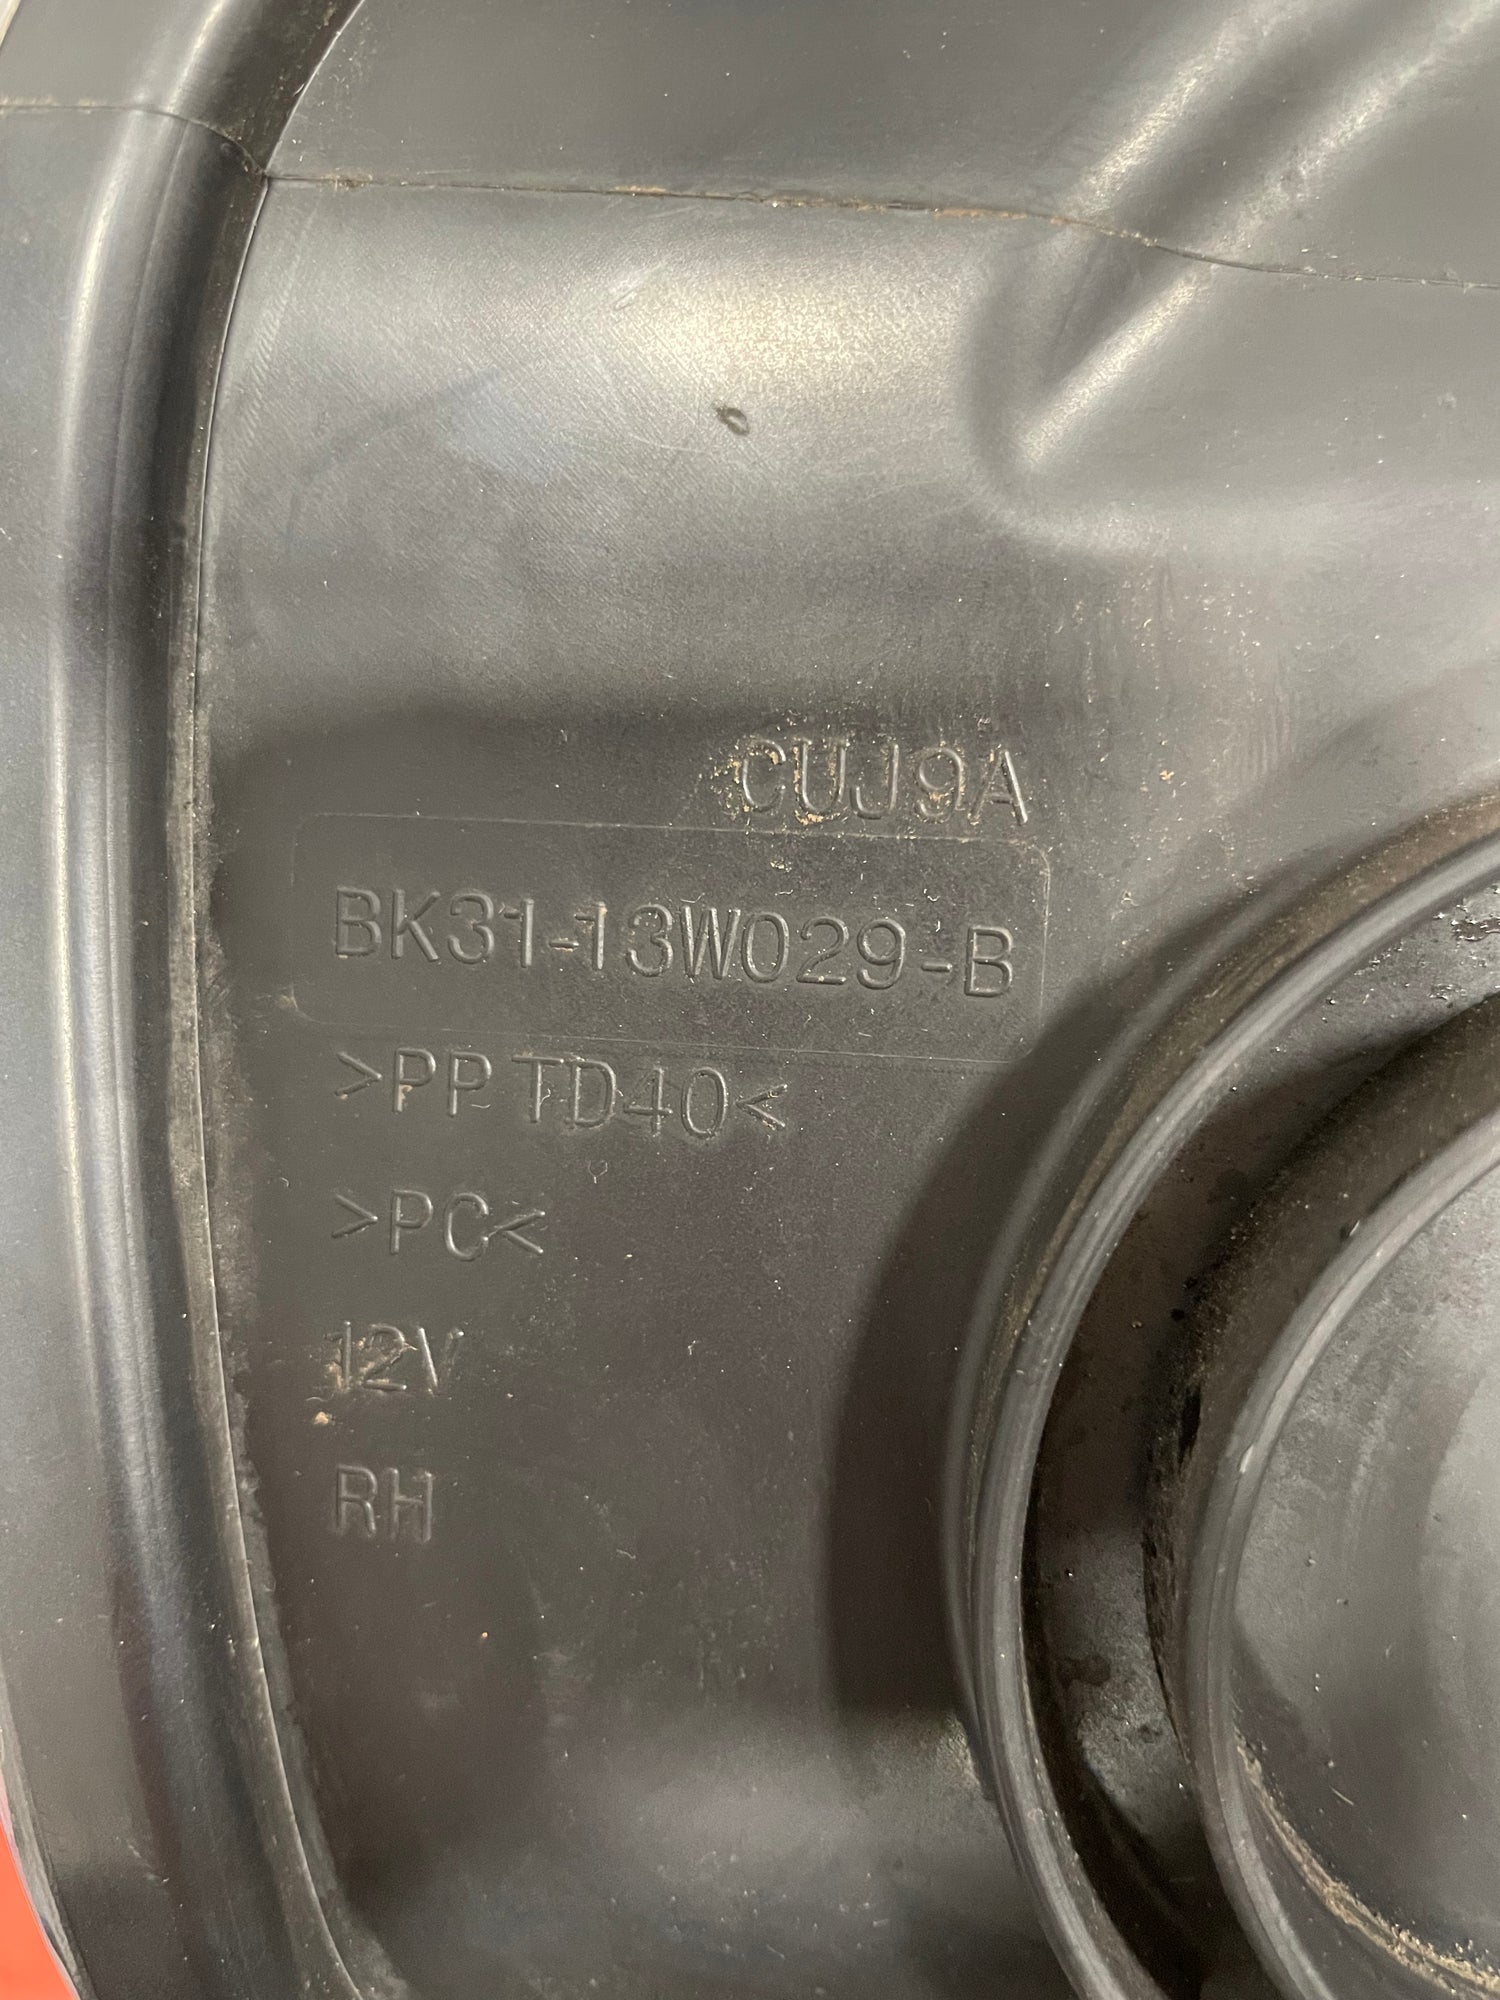 CUJ9A
BK31-13W029-B
>PP TD40<
>PC<
12V
RH